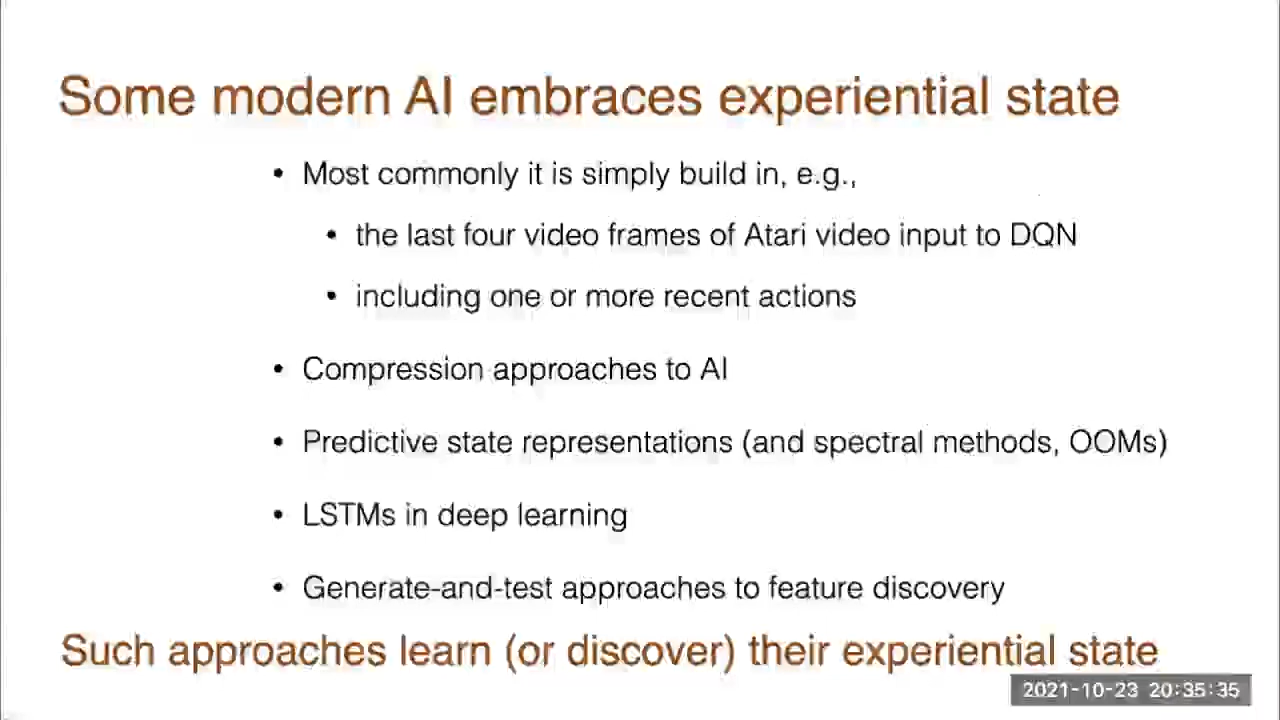 Some modern AI embraces experiential state
• Most commonly it is simply build in, e.g.,
• the last four video frames of Atari video input to DQN
• including one or more recent actions
• Compression approaches to AI
• Predictive state representations (and spectral methods, OOMs)
• LSTMs in deep learning
• Generate-and-test approaches to feature discovery
Such approaches learn (or discover) their experiential state
2021-10-23 20:35:35